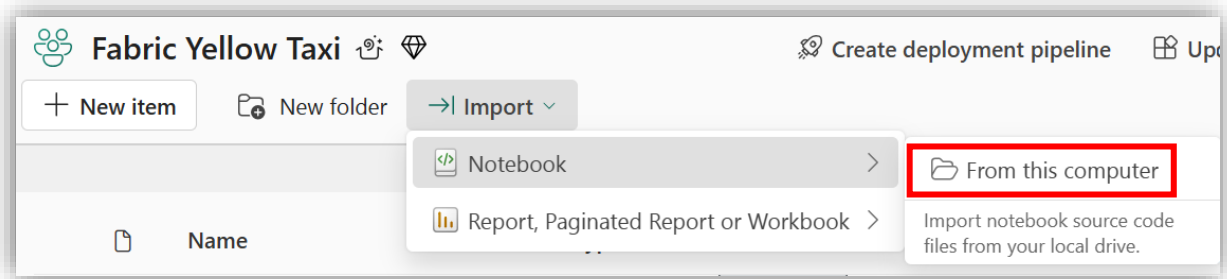 Fabric Yellow Taxi
Create deployment pipeline
New item
New folder
Import
Notebook
From this computer
Report, Paginated Report or Workbook
Import notebook source code
files from your local drive.
Name